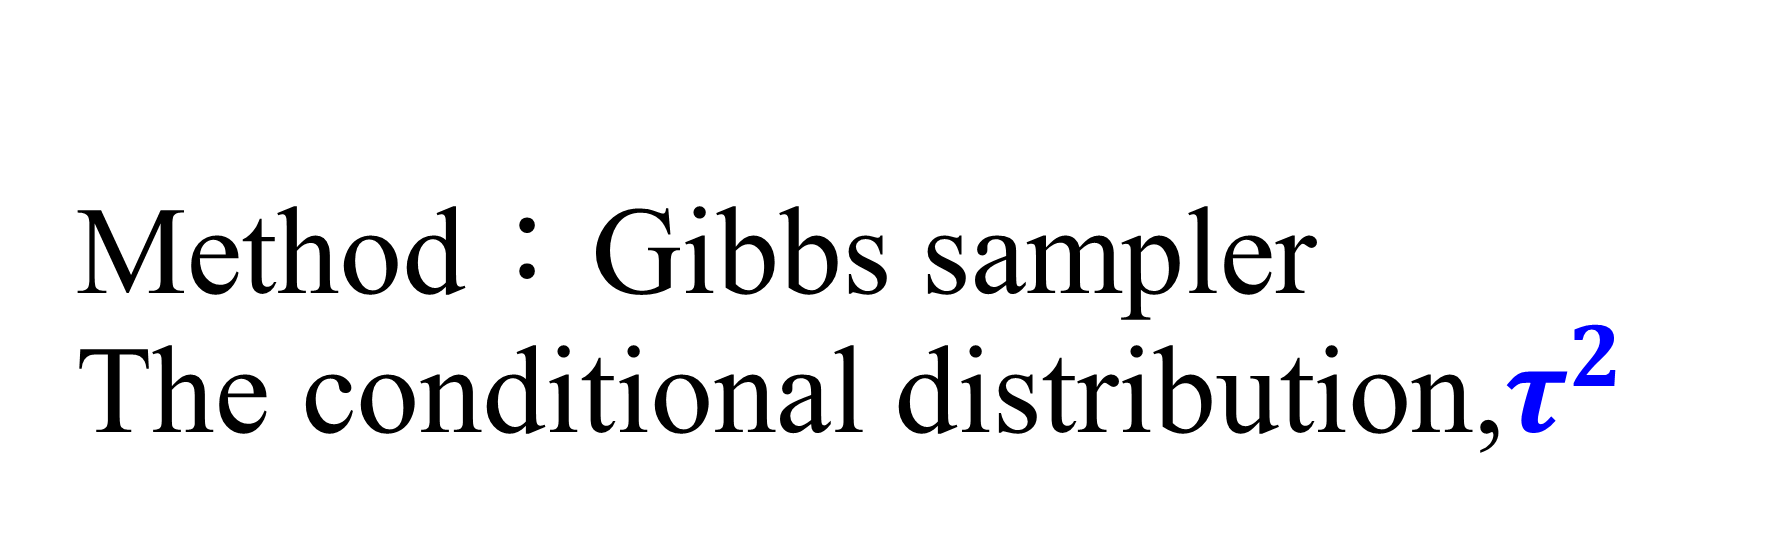 Method：Gibbs sampler
The conditional distribution,τ²